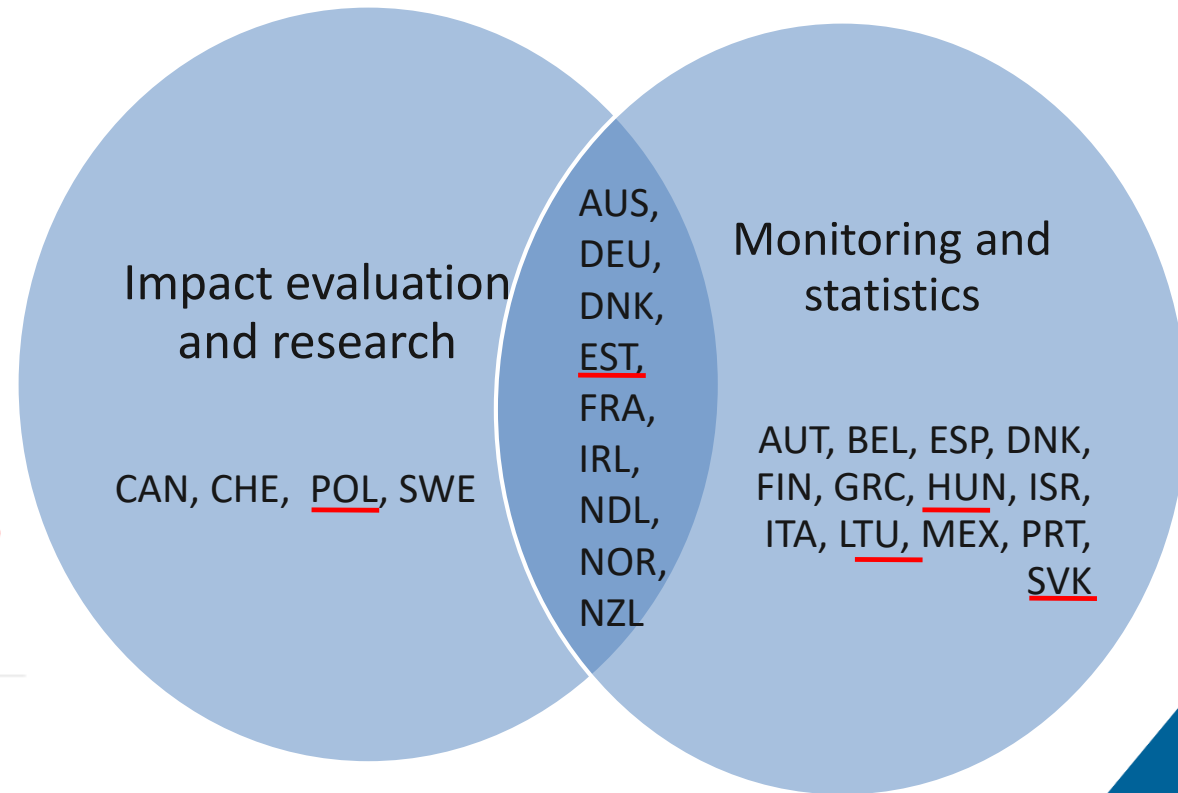 Impact evaluation
and research
CAN, CHE, POL, SWE
AUS,
DEU,
DNK,
EST,
FRA,
IRL,
NDL,
NOR,
NZL
Monitoring and
statistics
AUT, BEL, ESP, DNK,
FIN, GRC, HUN, ISR,
ITA, LTU, MEX, PRT,
SVK